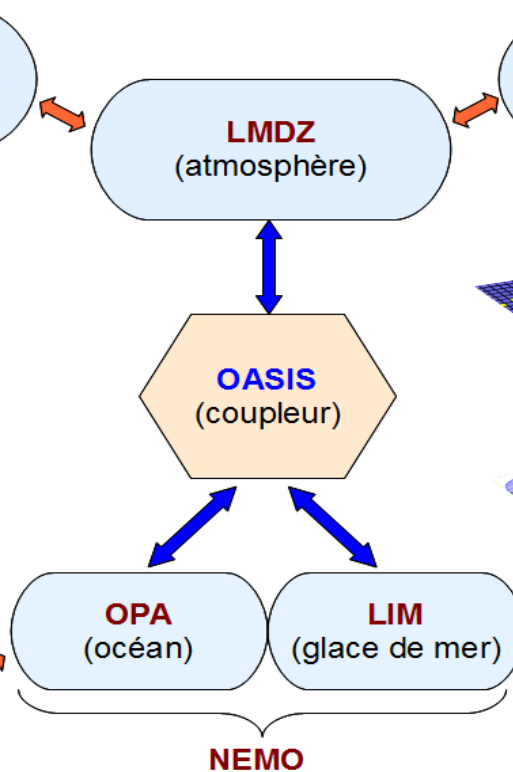 LMDZ
(atmosphère)
OASIS
(coupleur)
OPA
(océan)
LIM
(glace de mer)
NEMO